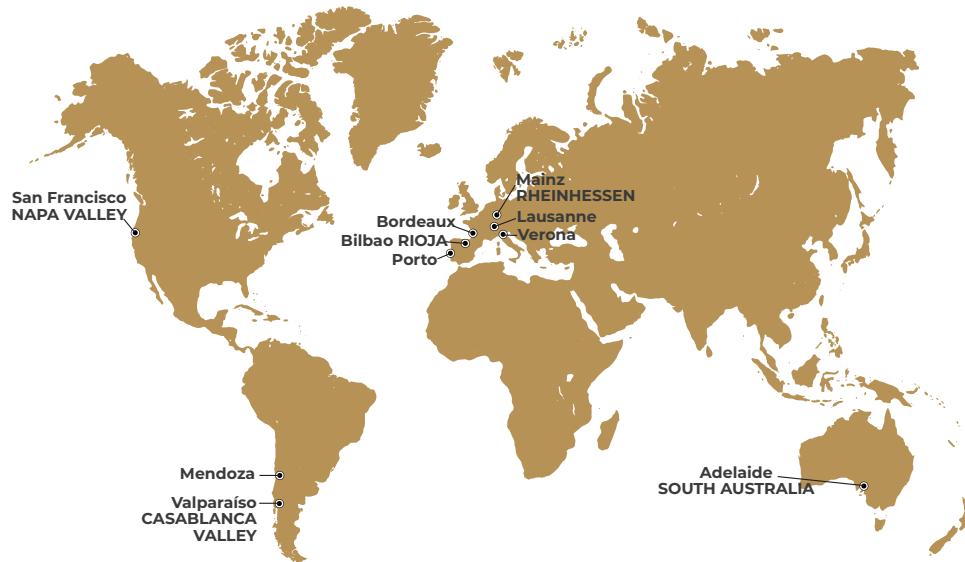 San Francisco
NAPA VALLEY
Mainz
RHEINHESSEN
Lausanne
Verona
Bordeaux
Bilbao RIOJA
Porto
Mendoza
Valparaíso
CASABLANCA
VALLEY
Adelaide
SOUTH AUSTRALIA